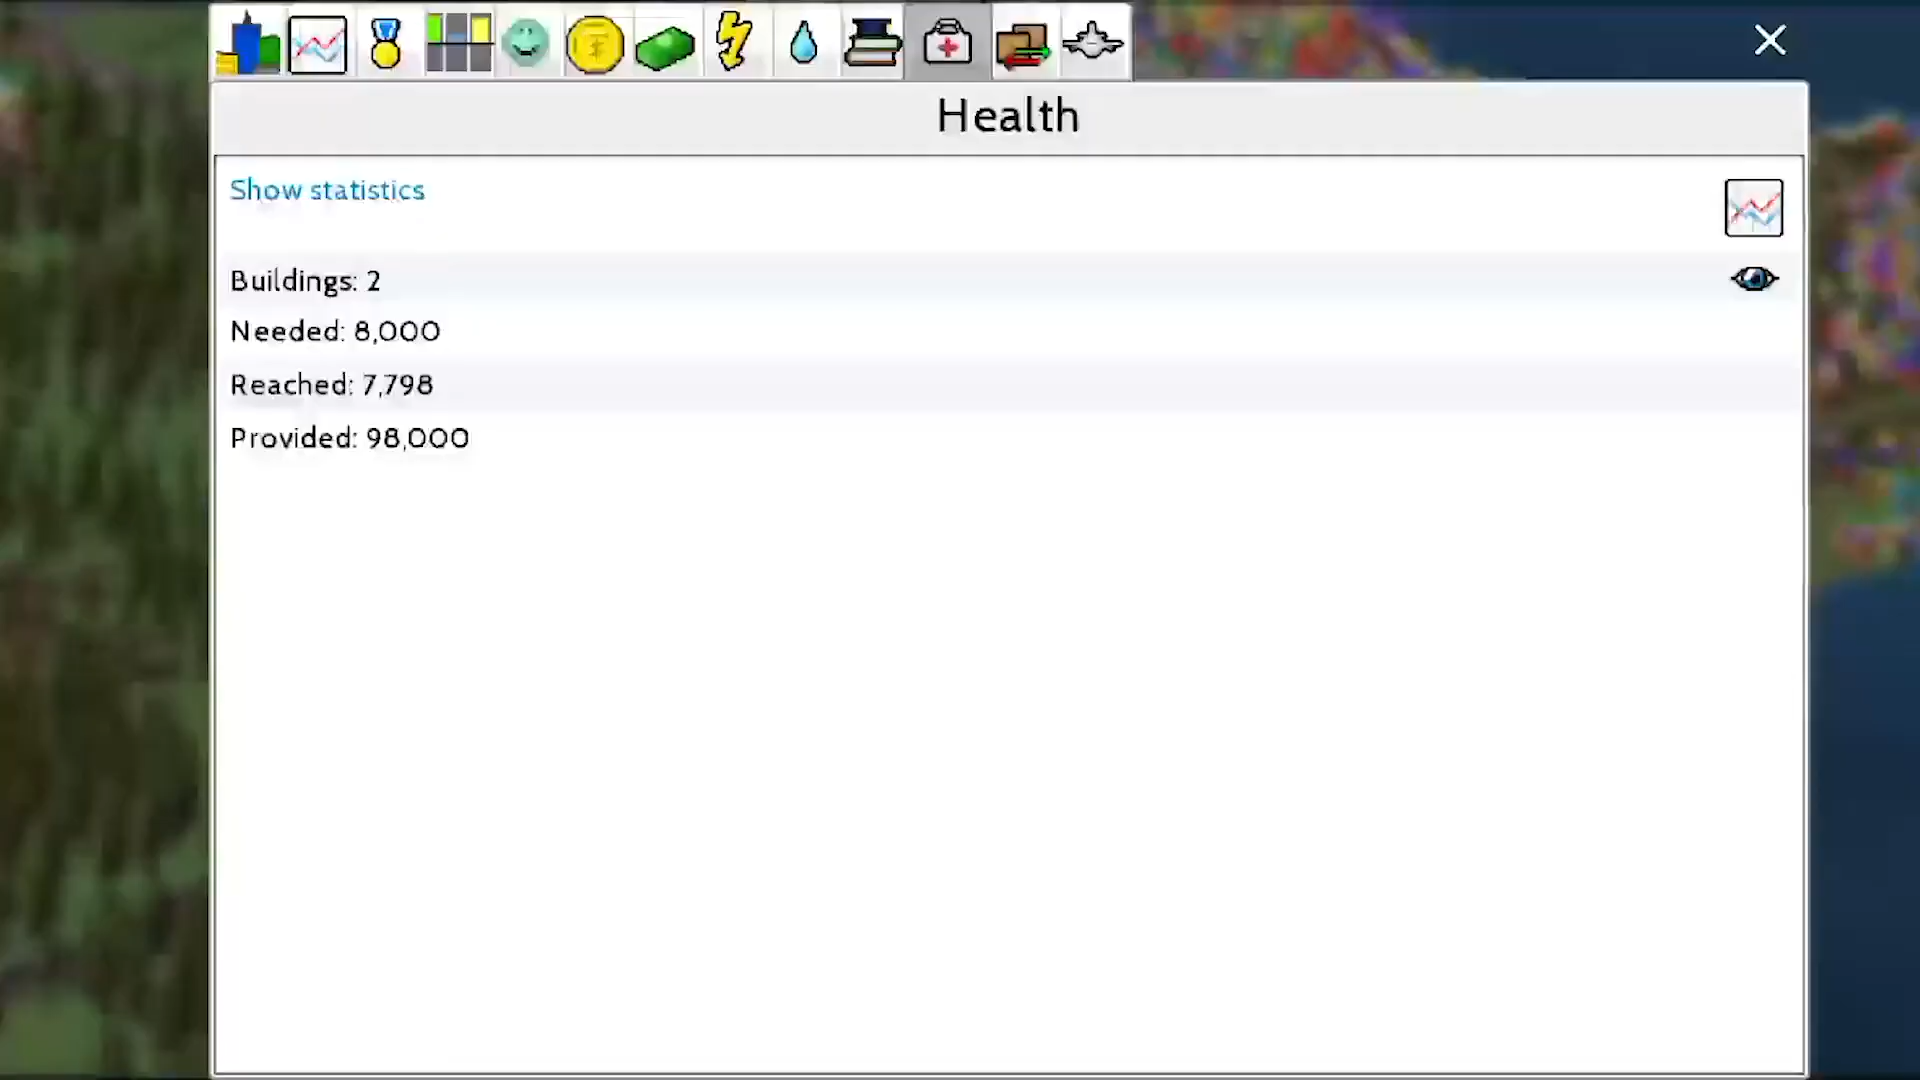 Health
Show statistics
Buildings: 2
Needed: 8,000
Reached: 7,798
Provided: 98,000